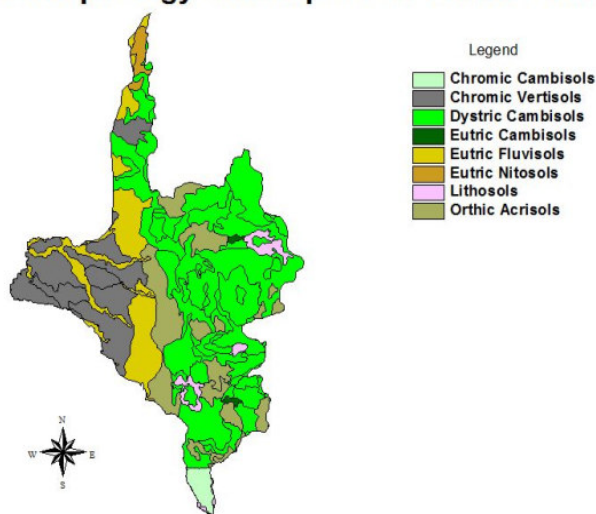 Legend
Chromic Cambisols
Chromic Vertisols
Dystric Cambisols
Eutric Cambisols
Eutric Fluvisols
Eutric Nitosols
Lithosols
Orthic Acrisols
N
W E
S